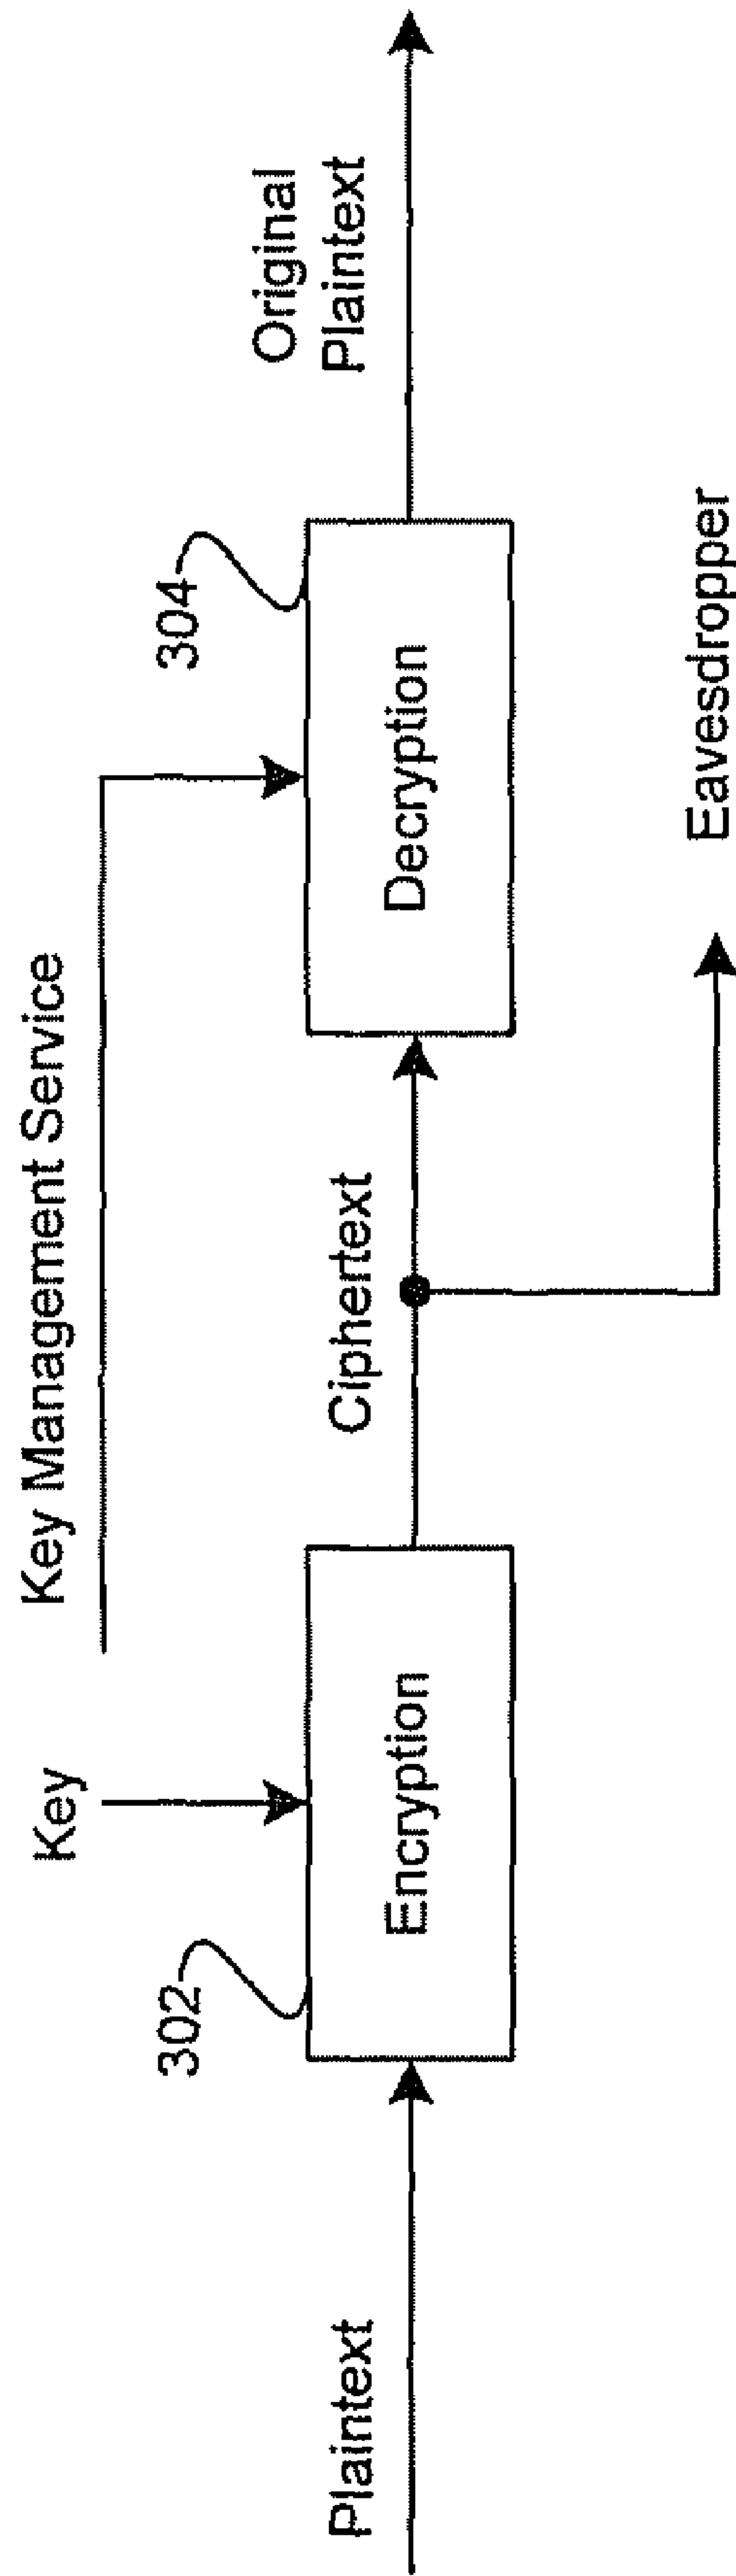 Key Management Service
Key
302
304
Plaintext
Encryption
Ciphertext
Decryption
Original
Plaintext
Eavesdropper